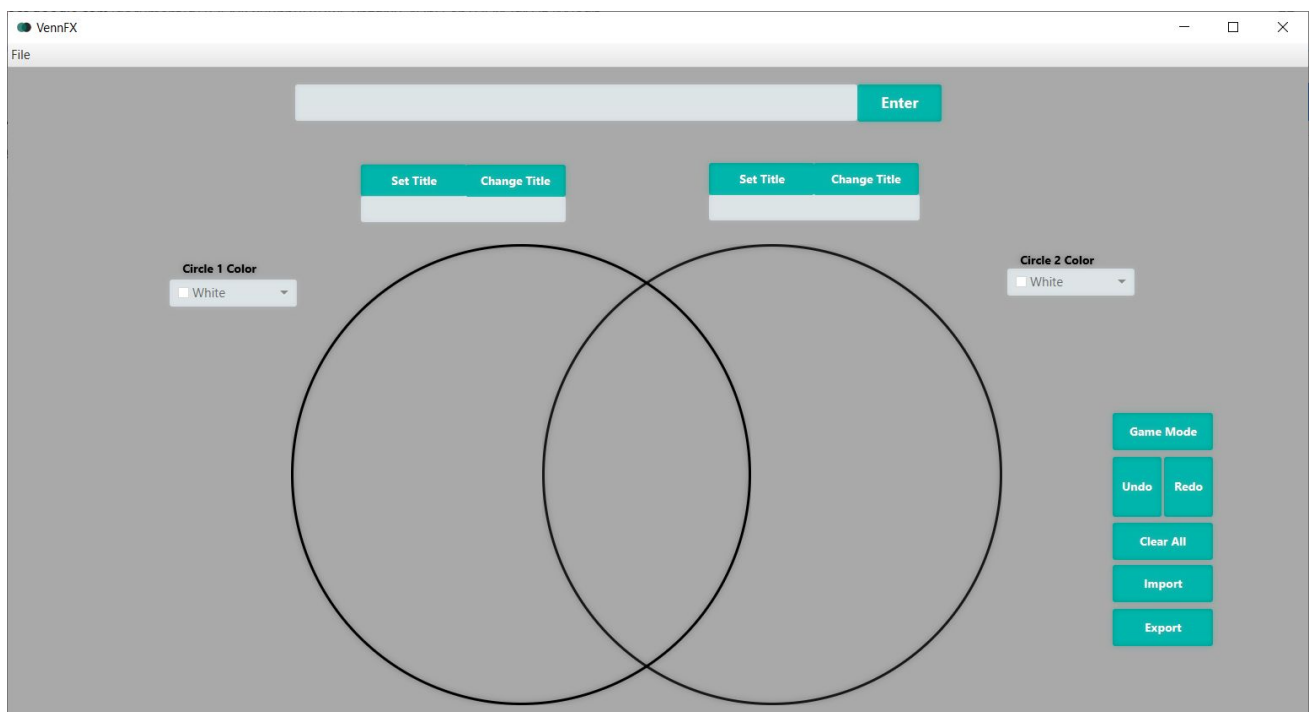 VennFX
File
Enter
Set Title Change Title
Set Title Change Title
Circle 1 Color
White
Circle 2 Color
White
Game Mode
Undo Redo
Clear All
Import
Export